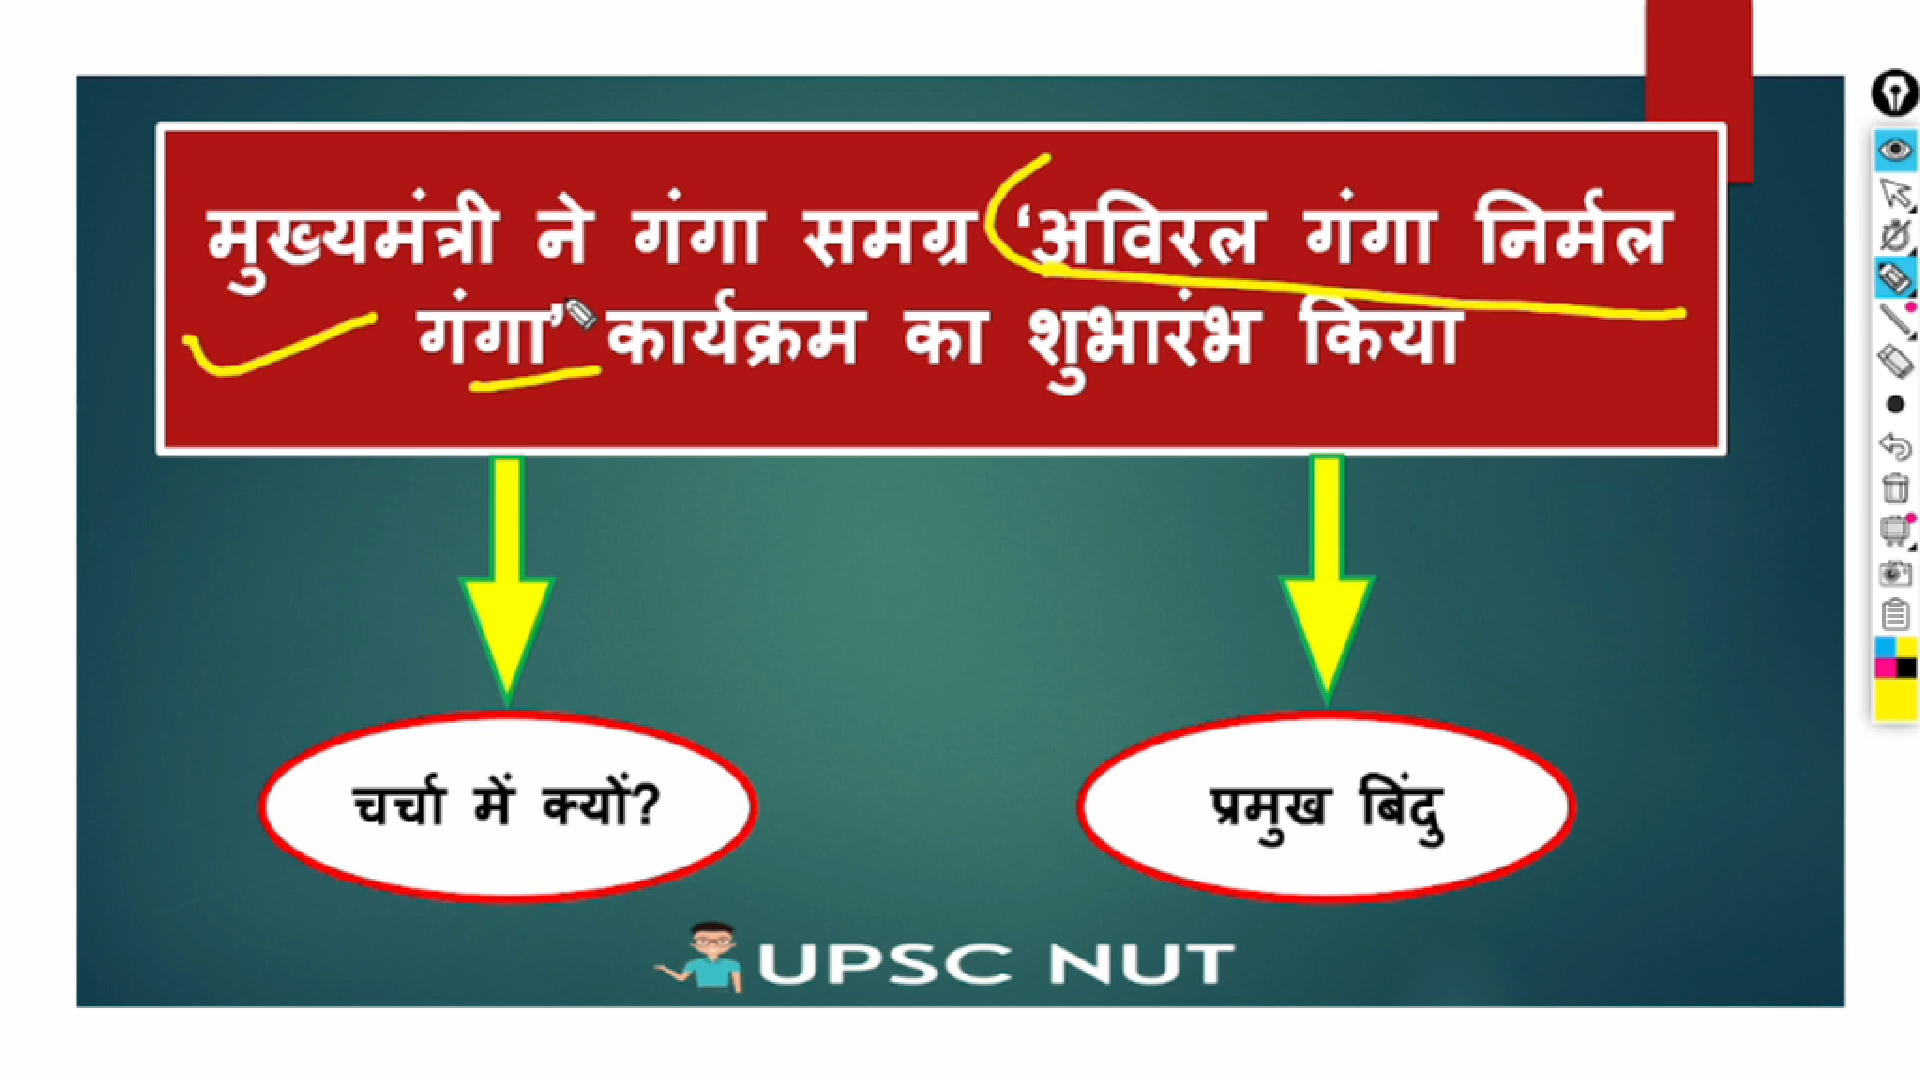 मुख्यमंत्री ने गंगा समग्र ‘अविरल गंगा निर्मल
गंगा’ कार्यक्रम का शुभारंभ किया
चर्चा में क्यों?
प्रमुख बिंदु
UPSC NUT